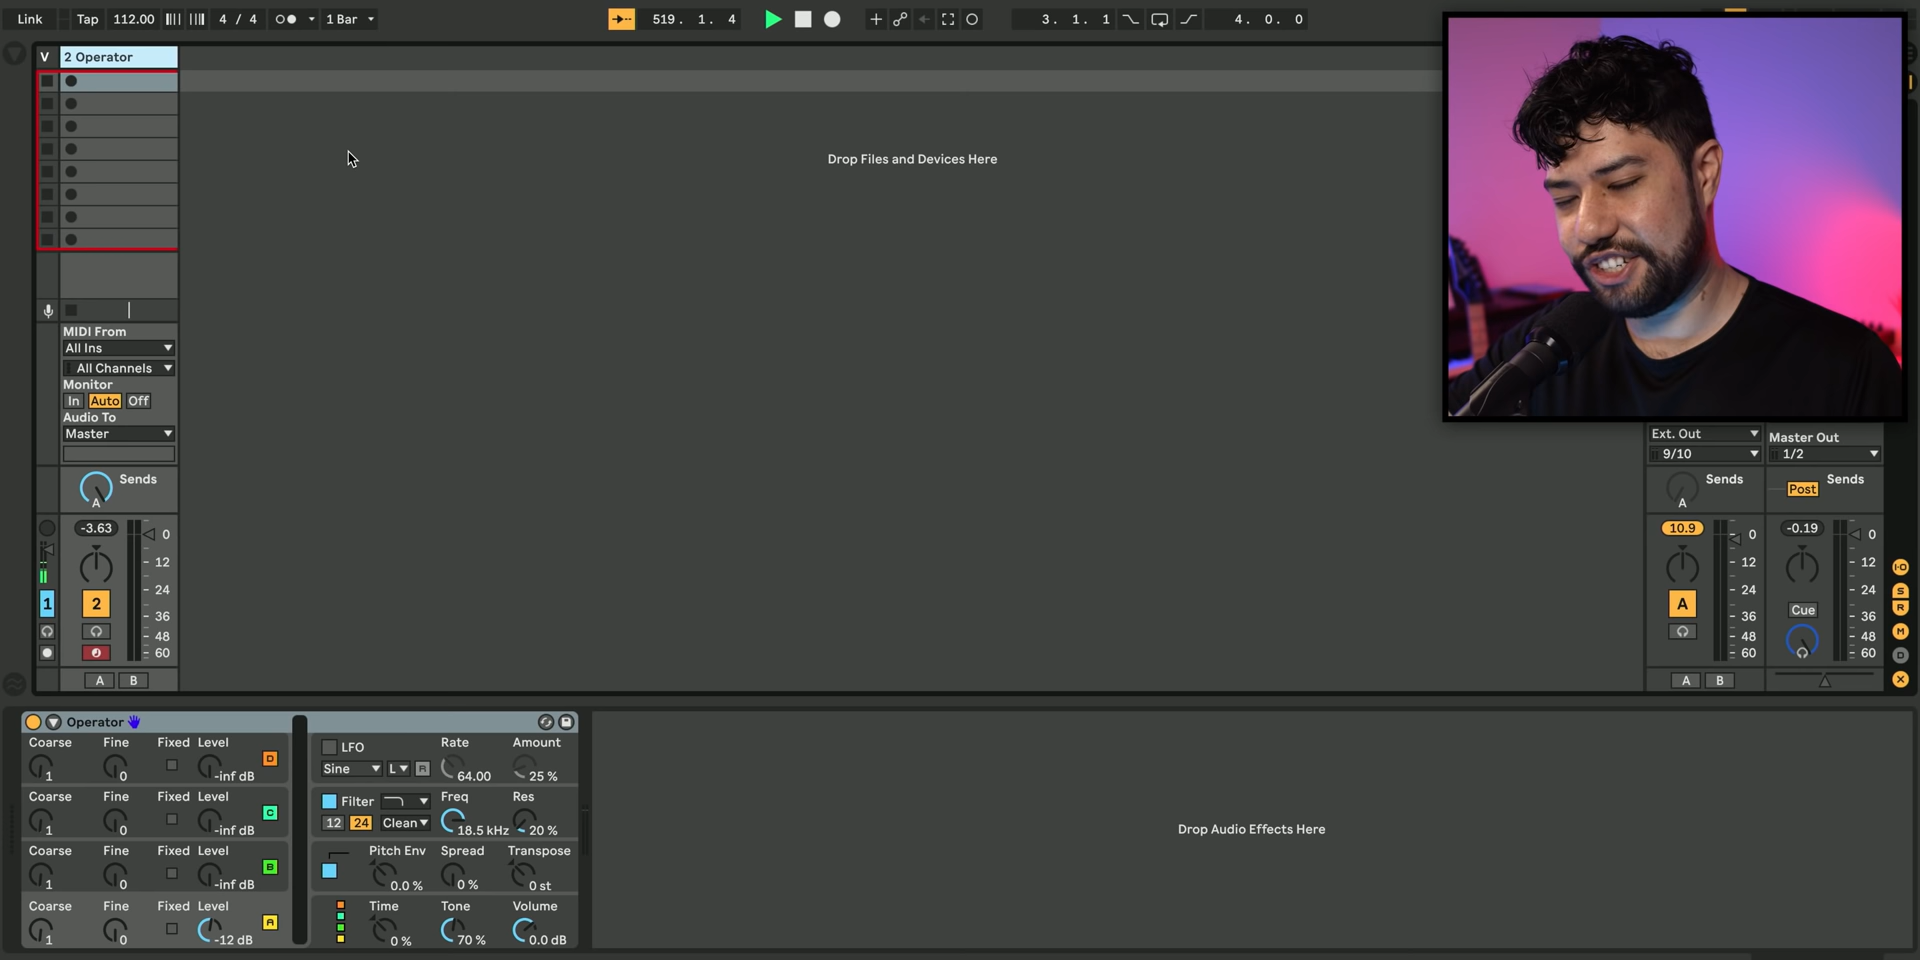 Link Tap 112.00 4 / 4 1 Bar 519. 1. 4 3. 1. 1 4. 0. 0
V 2 Operator
Drop Files and Devices Here
MIDI From
All Ins
All Channels
Monitor
In Auto Off
Audio To
Master
Sends
A
-3.63
0
12
24
36
48
60
1 2
A B
Ext. Out
9/10
Sends
A
10.9
0
12
24
36
48
60
A
A B
Master Out
1/2
Post Sends
-0.19
0
12
24
36
48
60
Cue
I·O
S
R
M
D
X
Operator
Coarse Fine Fixed Level
D
1 0 -inf dB
Coarse Fine Fixed Level
C
1 0 -inf dB
Coarse Fine Fixed Level
B
1 0 -inf dB
Coarse Fine Fixed Level
A
1 0 -12 dB
LFO Rate Amount
Sine L R 64.00 25 %
Filter Freq Res
12 24 Clean 18.5 kHz 20 %
Pitch Env Spread Transpose
0.0 % 0 % 0 st
Time Tone Volume
0 % 70 % 0.0 dB
Drop Audio Effects Here